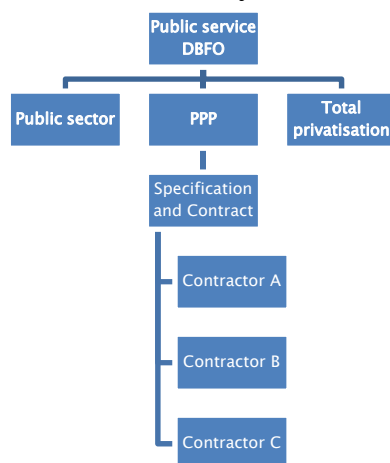 Public service
DBFO
Public sector
PPP
Total
privatisation
Specification
and Contract
Contractor A
Contractor B
Contractor C